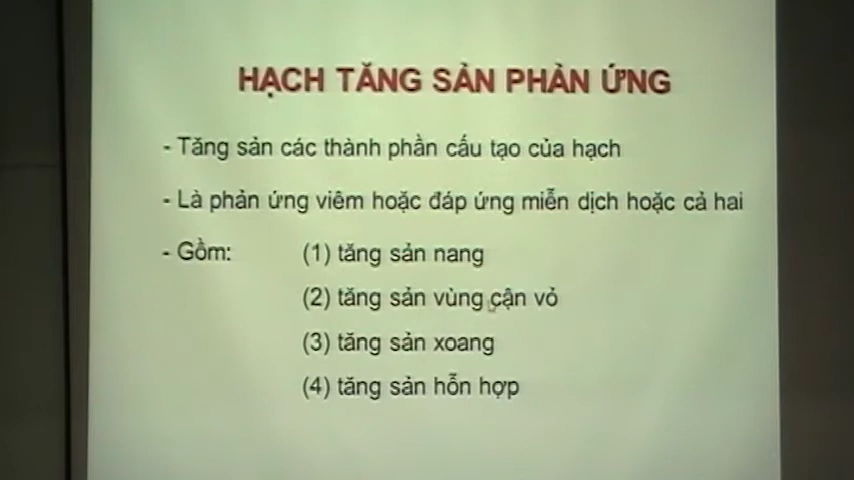 HẠCH TĂNG SẢN PHẢN ỨNG
- Tăng sản các thành phần cấu tạo của hạch
- Là phản ứng viêm hoặc đáp ứng miễn dịch hoặc cả hai
- Gồm: (1) tăng sản nang
(2) tăng sản vùng cận vỏ
(3) tăng sản xoang
(4) tăng sản hỗn hợp